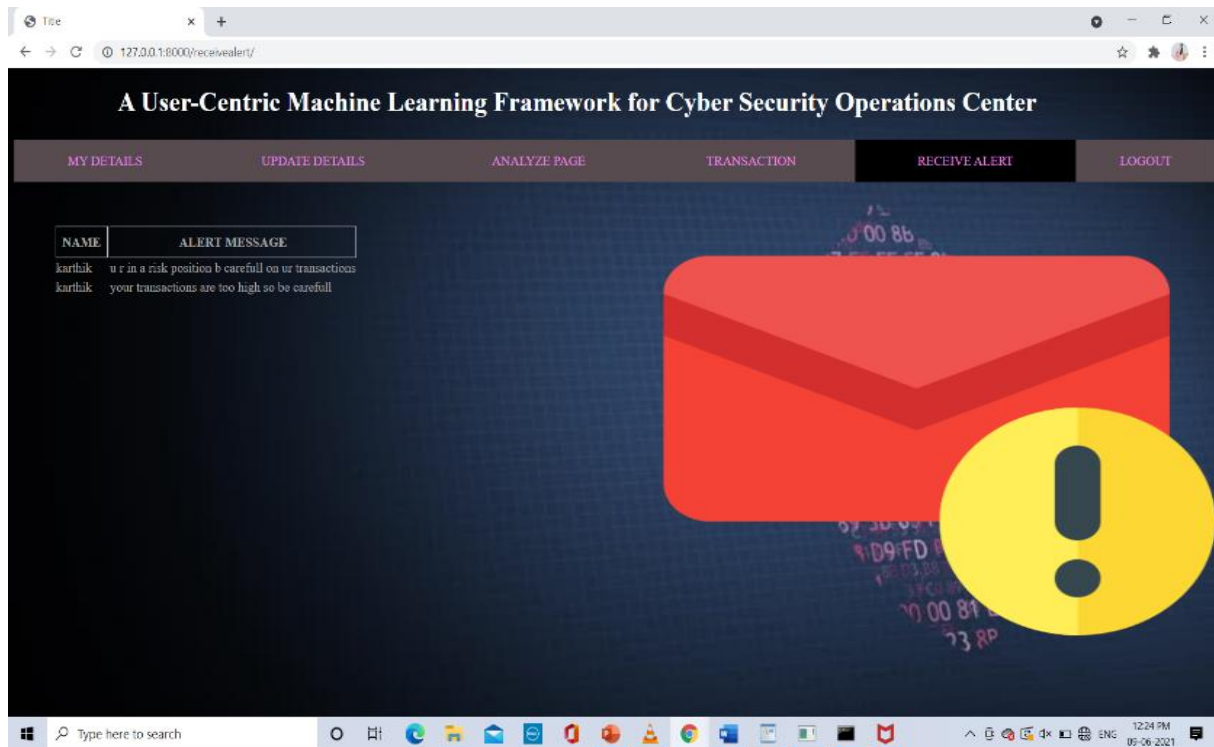 Title
127.0.0.1:8000/receivealert/
A User-Centric Machine Learning Framework for Cyber Security Operations Center
MY DETAILS UPDATE DETAILS ANALYZE PAGE TRANSACTION RECEIVE ALERT LOGOUT
NAME ALERT MESSAGE
karthik u r in a risk position b carefull on ur transactions
karthik your transactions are too high so be carefull
00 8b
D9 FD
00 81
23 8P
Type here to search
ENG
12:24 PM
09-06-2021